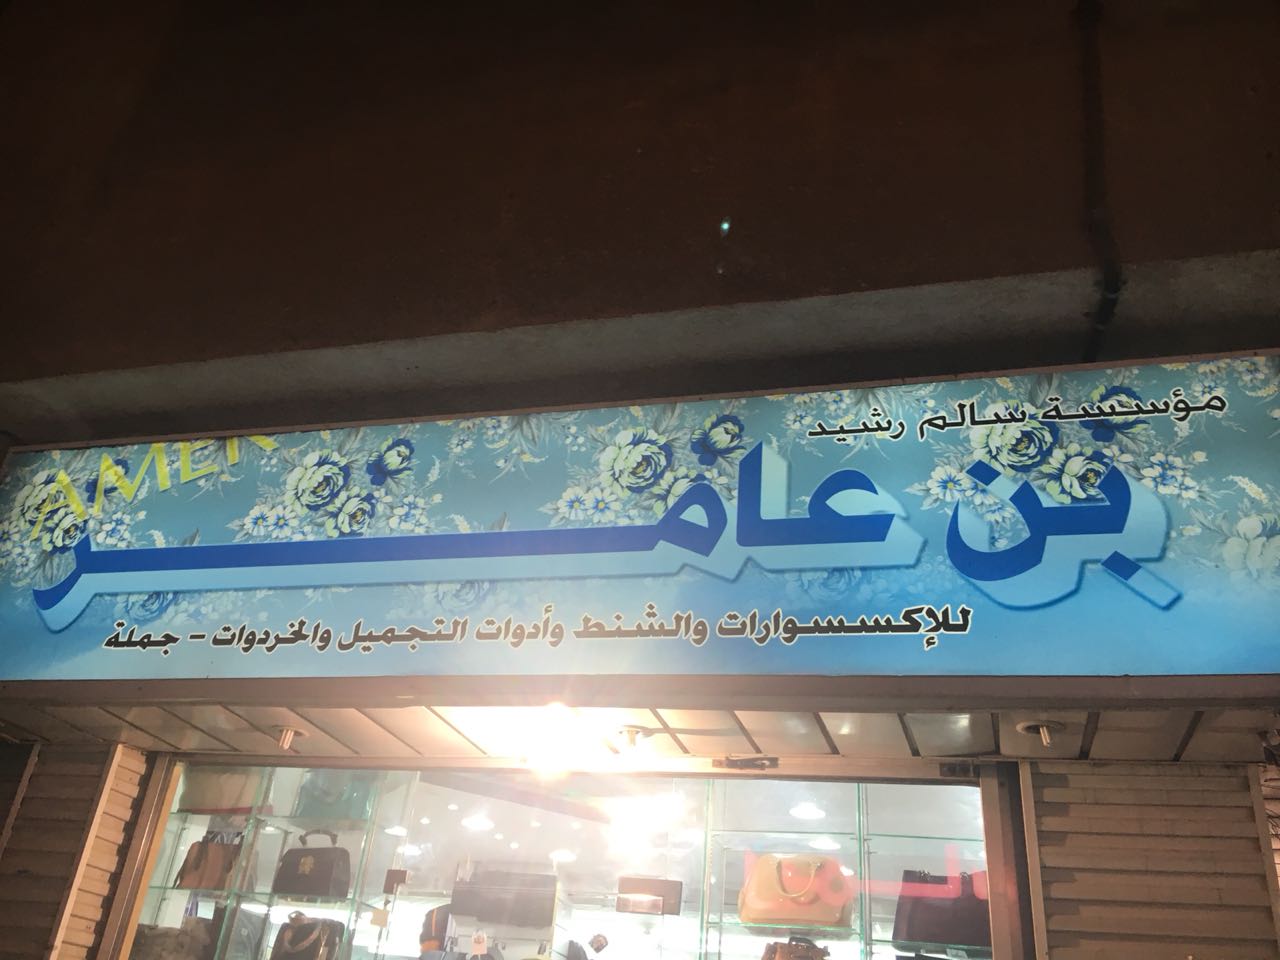 مؤسسة سالم رشيد
بن عامر
AMER
للإكسسوارات والشنط وأدوات التجميل والخردوات - جملة